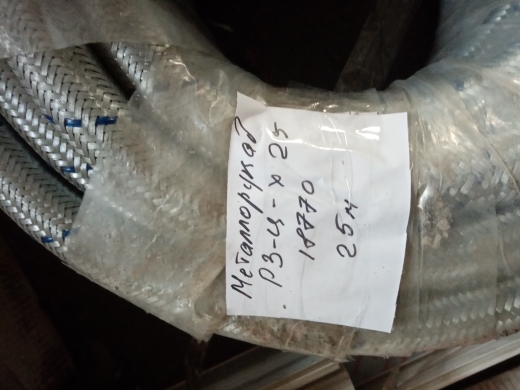 Металлорукав
. РЗ-Ц-х 25
18770
25м